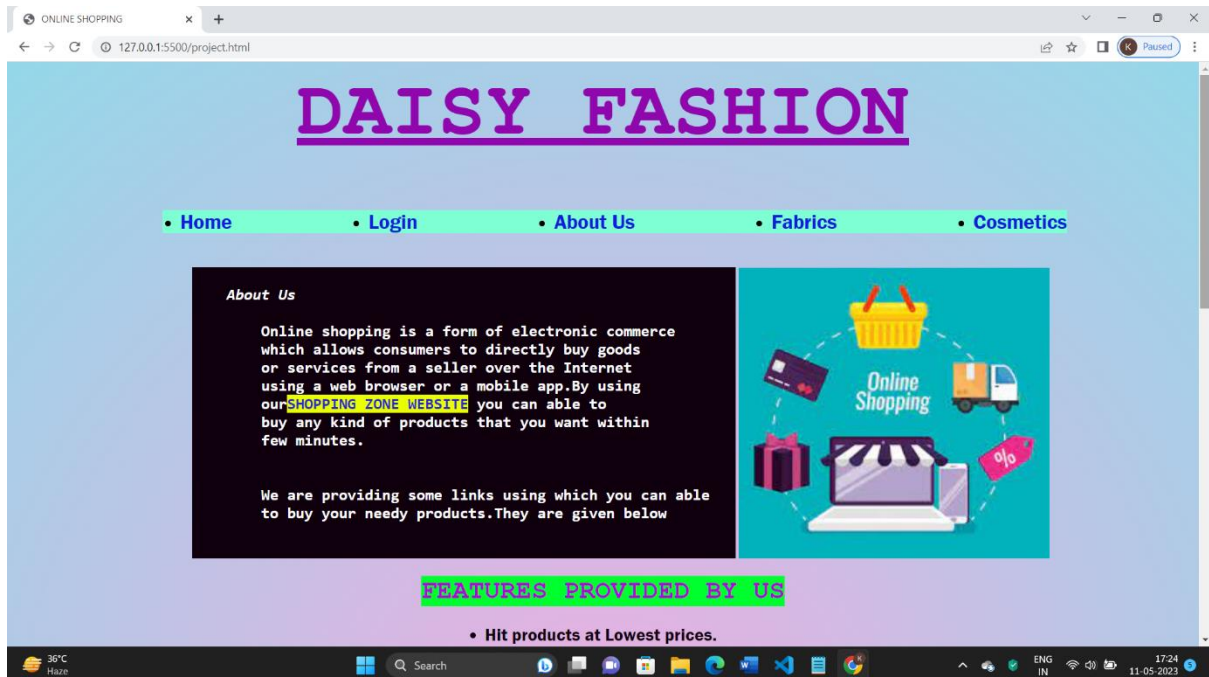 ONLINE SHOPPING
127.0.0.1:5500/project.html
K Paused
DAISY FASHION
• Home • Login • About Us • Fabrics • Cosmetics
About Us
Online shopping is a form of electronic commerce
which allows consumers to directly buy goods
or services from a seller over the Internet
using a web browser or a mobile app.By using
ourSHOPPING ZONE WEBSITE you can able to
buy any kind of products that you want within
few minutes.
We are providing some links using which you can able
to buy your needy products.They are given below
Online
Shopping
%
FEATURES PROVIDED BY US
• Hit products at Lowest prices.
36°C
Haze
Search
ENG
IN
17:24
11-05-2023
5